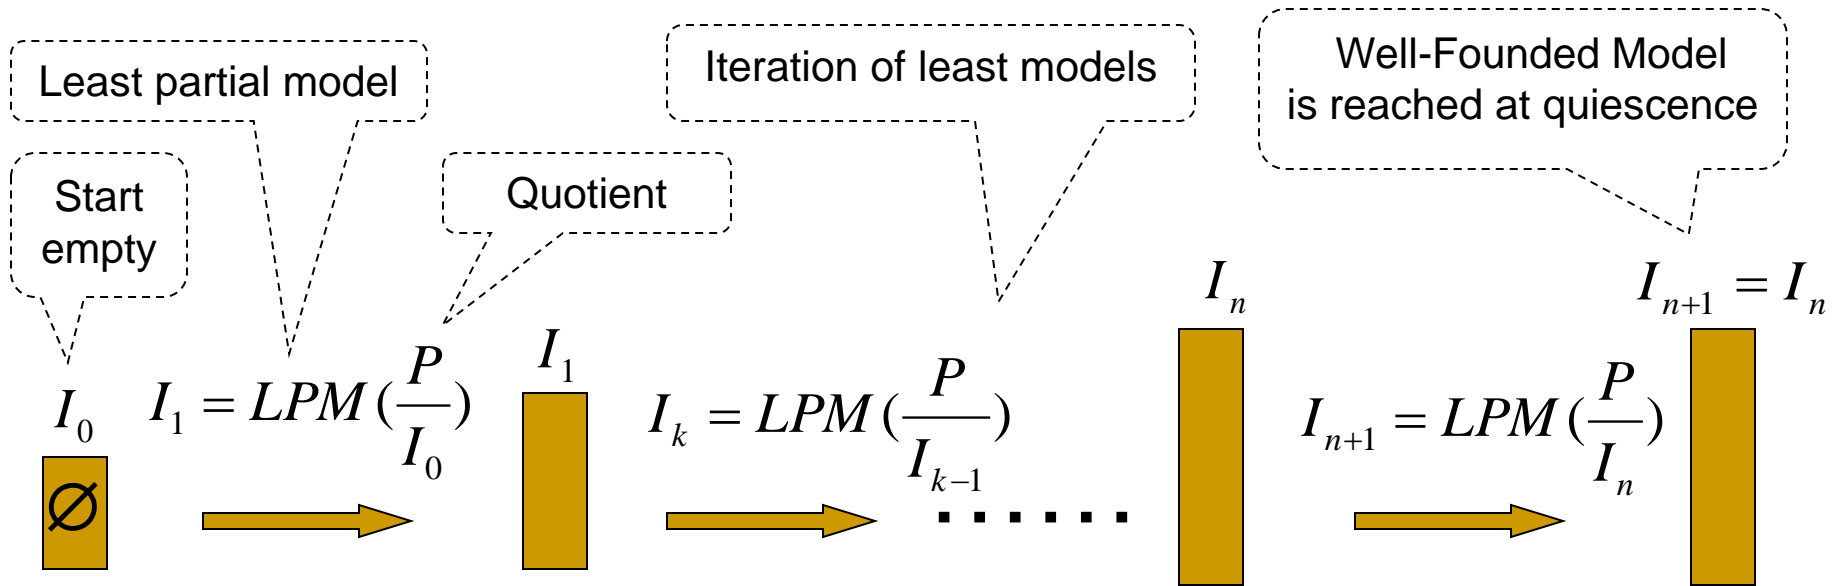 Least partial model
Iteration of least models
Well-Founded Model
is reached at quiescence
Start
empty
Quotient
I_0
I_1 = LPM(P/I_0)
I_1
I_k = LPM(P/I_{k-1})
I_n
I_{n+1} = LPM(P/I_n)
I_{n+1} = I_n
∅
......